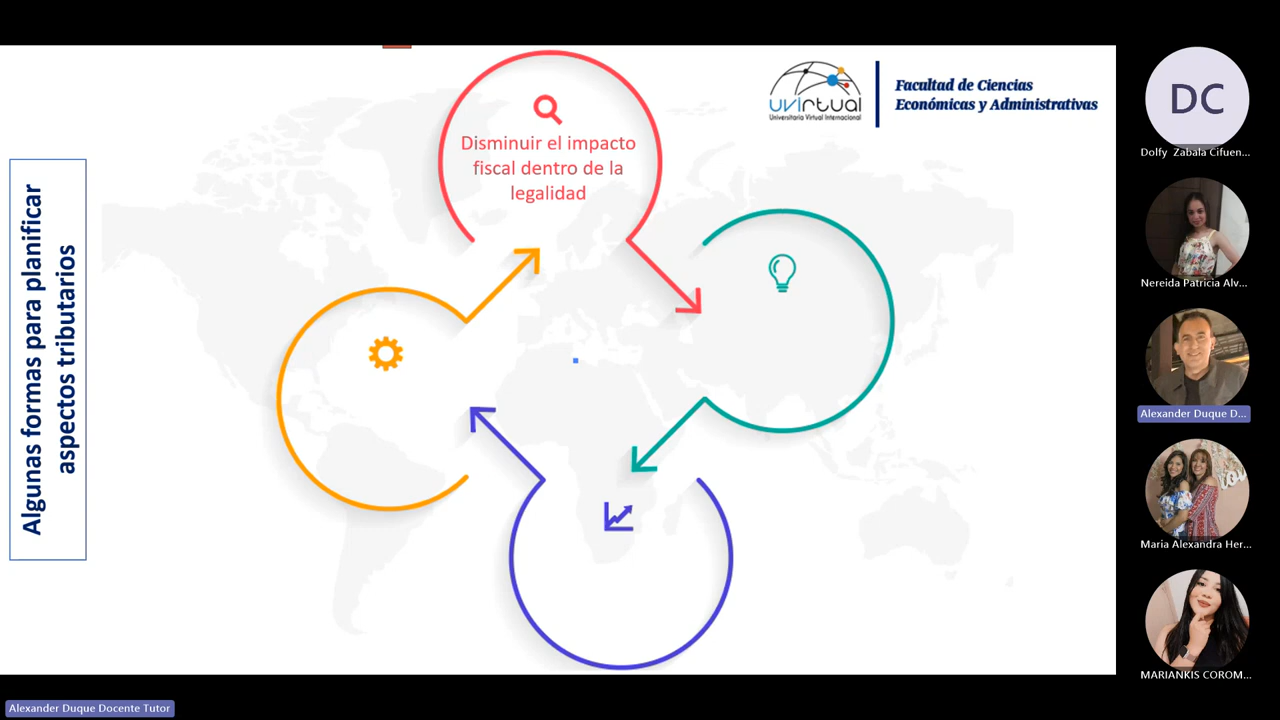 Algunas formas para planificar
aspectos tributarios
Disminuir el impacto
fiscal dentro de la
legalidad
uvirtual
Universitaria Virtual Internacional
Facultad de Ciencias
Económicas y Administrativas
DC
Dolfy Zabala Cifuen...
Nereida Patricia Alv...
Alexander Duque D...
Maria Alexandra Her...
MARIANKIS COROM...
Alexander Duque Docente Tutor